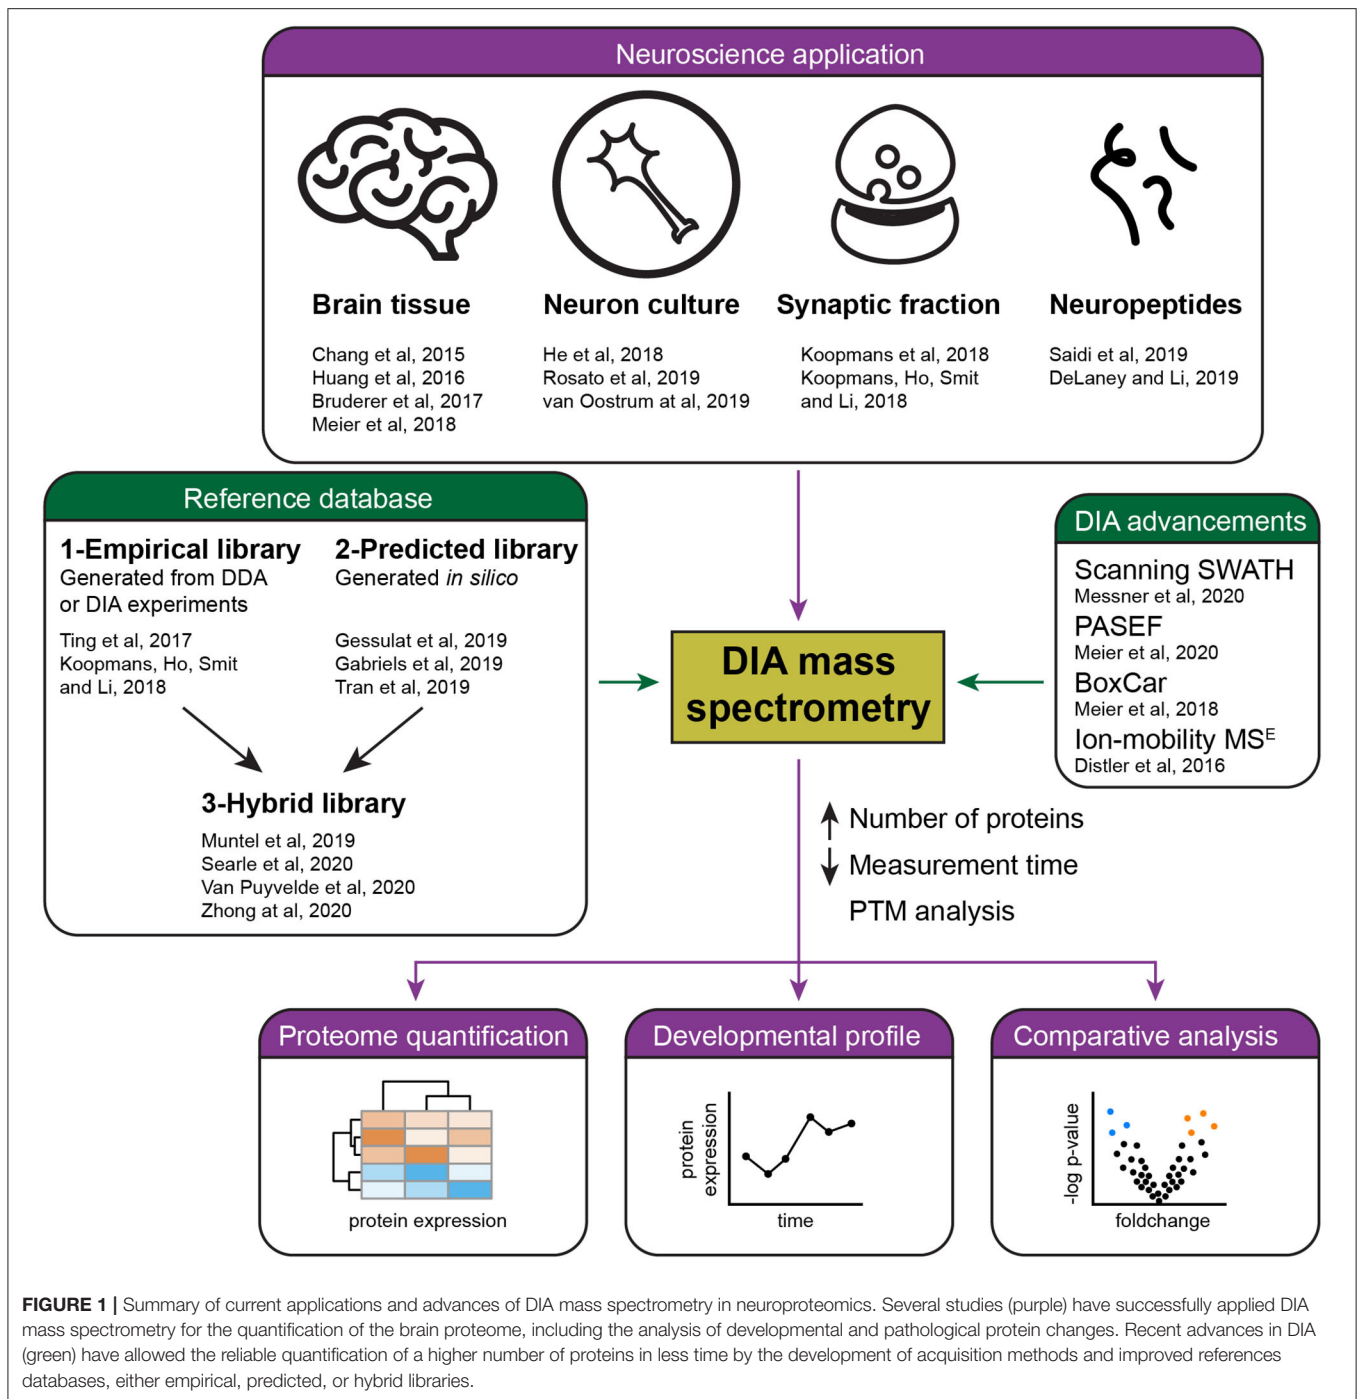 Neuroscience application
Brain tissue
Chang et al, 2015
Huang et al, 2016
Bruderer et al, 2017
Meier et al, 2018
Neuron culture
He et al, 2018
Rosato et al, 2019
van Oostrum at al, 2019
Synaptic fraction
Koopmans et al, 2018
Koopmans, Ho, Smit
and Li, 2018
Neuropeptides
Saidi et al, 2019
DeLaney and Li, 2019
Reference database
1-Empirical library
Generated from DDA
or DIA experiments
Ting et al, 2017
Koopmans, Ho, Smit
and Li, 2018
2-Predicted library
Generated in silico
Gessulat et al, 2019
Gabriels et al, 2019
Tran et al, 2019
3-Hybrid library
Muntel et al, 2019
Searle et al, 2020
Van Puyvelde et al, 2020
Zhong at al, 2020
DIA mass
spectrometry
DIA advancements
Scanning SWATH
Messner et al, 2020
PASEF
Meier et al, 2020
BoxCar
Meier et al, 2018
Ion-mobility MSᴱ
Distler et al, 2016
Number of proteins
Measurement time
PTM analysis
Proteome quantification
protein expression
Developmental profile
protein
expression
time
Comparative analysis
-log p-value
foldchange
FIGURE 1 | Summary of current applications and advances of DIA mass spectrometry in neuroproteomics. Several studies (purple) have successfully applied DIA
mass spectrometry for the quantification of the brain proteome, including the analysis of developmental and pathological protein changes. Recent advances in DIA
(green) have allowed the reliable quantification of a higher number of proteins in less time by the development of acquisition methods and improved references
databases, either empirical, predicted, or hybrid libraries.